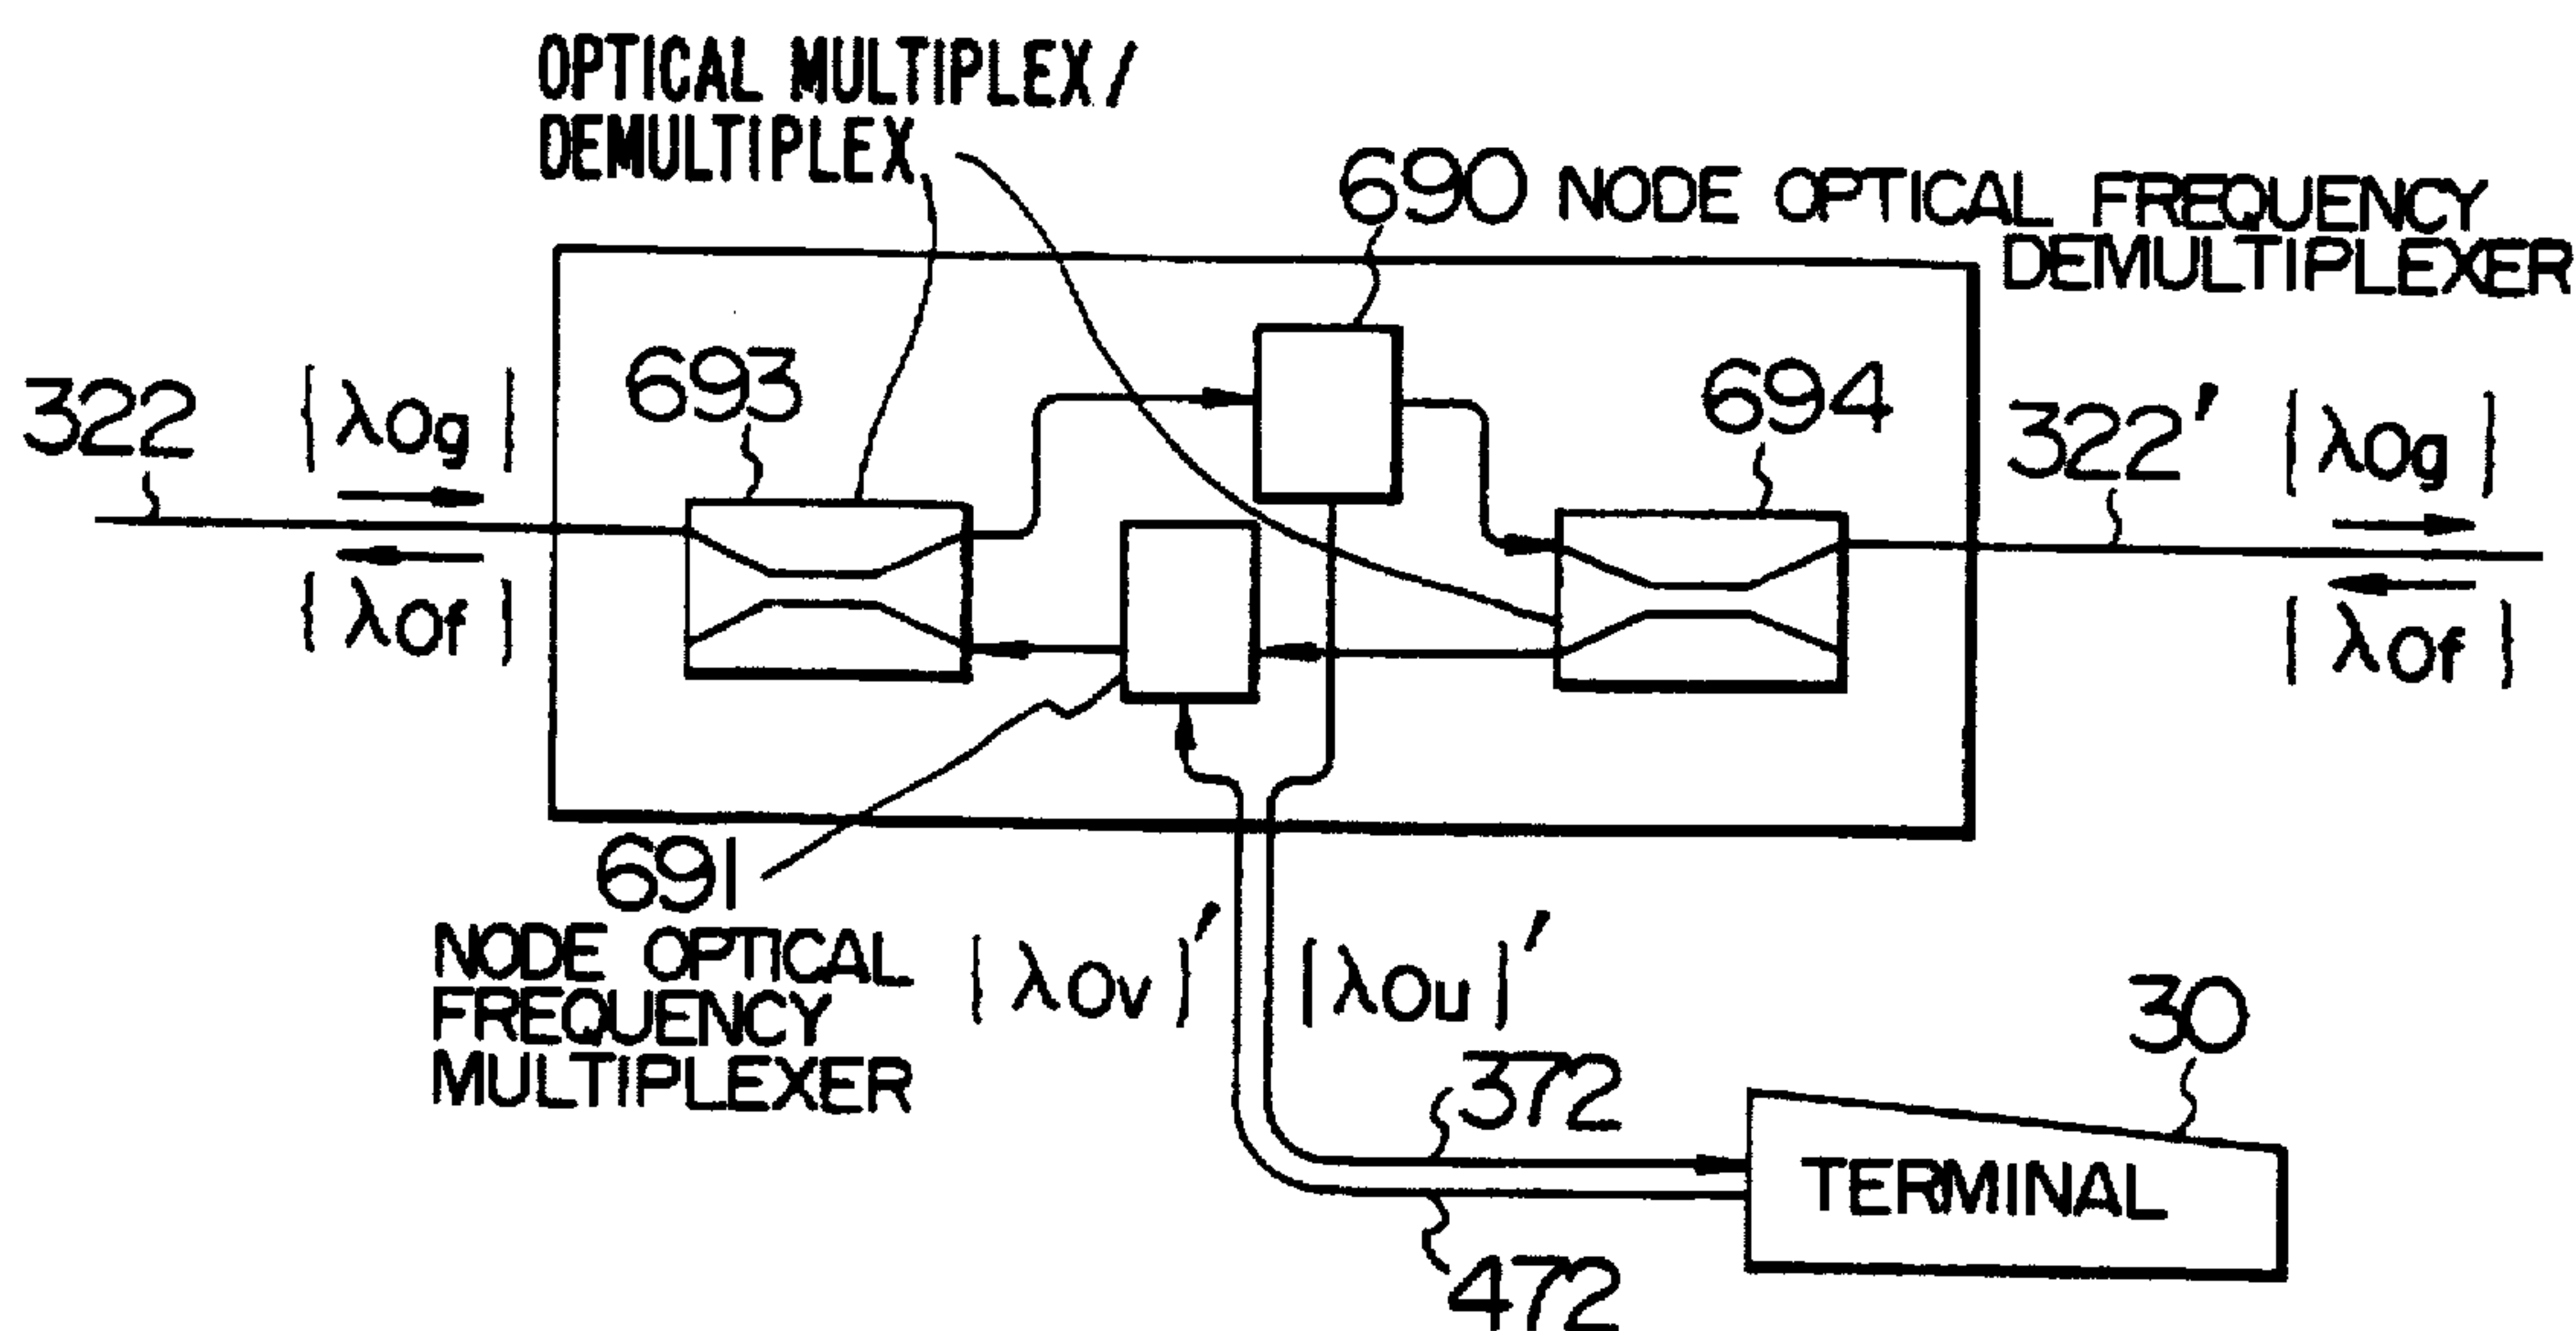 OPTICAL MULTIPLEX/
DEMULTIPLEX
690 NODE OPTICAL FREQUENCY
DEMULTIPLEXER
322
{λOg}
693
694
322'
{λOg}
{λOf}
{λOf}
691
NODE OPTICAL
FREQUENCY
MULTIPLEXER
{λOv}'
{λOu}'
372
30
TERMINAL
472